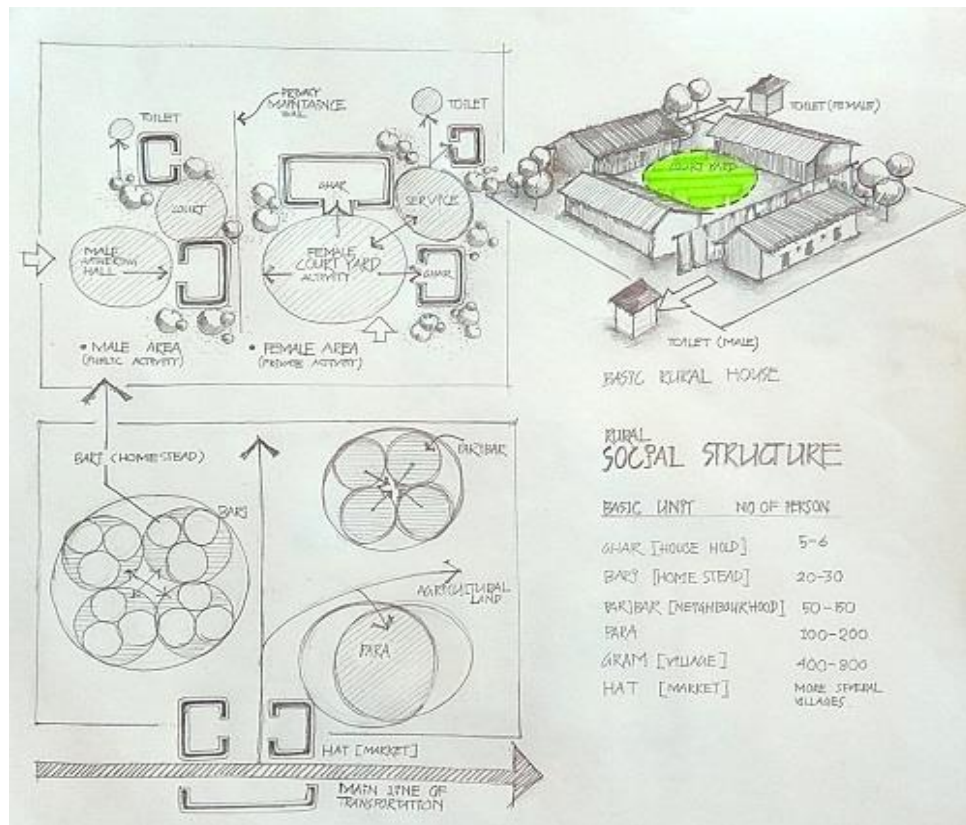 PRIVACY
MAINTAINCE
WALL
TOILET
TOILET
GHAR
COURT
SERVICE
MALE
GATHERING
HALL
FEMALE
COURT YARD
ACTIVITY
GHAR
• MALE AREA
(PUBLIC ACTIVITY)
• FEMALE AREA
(PRIVATE ACTIVITY)
TOILET (FEMALE)
COURT YARD
TOILET (MALE)
BASIC RURAL HOUSE
BARI (HOMESTEAD)
BARI
PARIBAR
AGRICULTURAL
LAND
PARA
HAT [MARKET]
MAIN LINE OF
TRANSPORTATION
RURAL
SOCIAL STRUCTURE
BASIC UNIT NO OF PERSON
GHAR [HOUSE HOLD] 5-6
BARI [HOME STEAD] 20-30
PARIBAR [NEIGHBOURHOOD] 50-150
PARA 100-200
GRAM [VILLAGE] 400-800
HAT [MARKET] MORE SEVERAL
VILLAGES